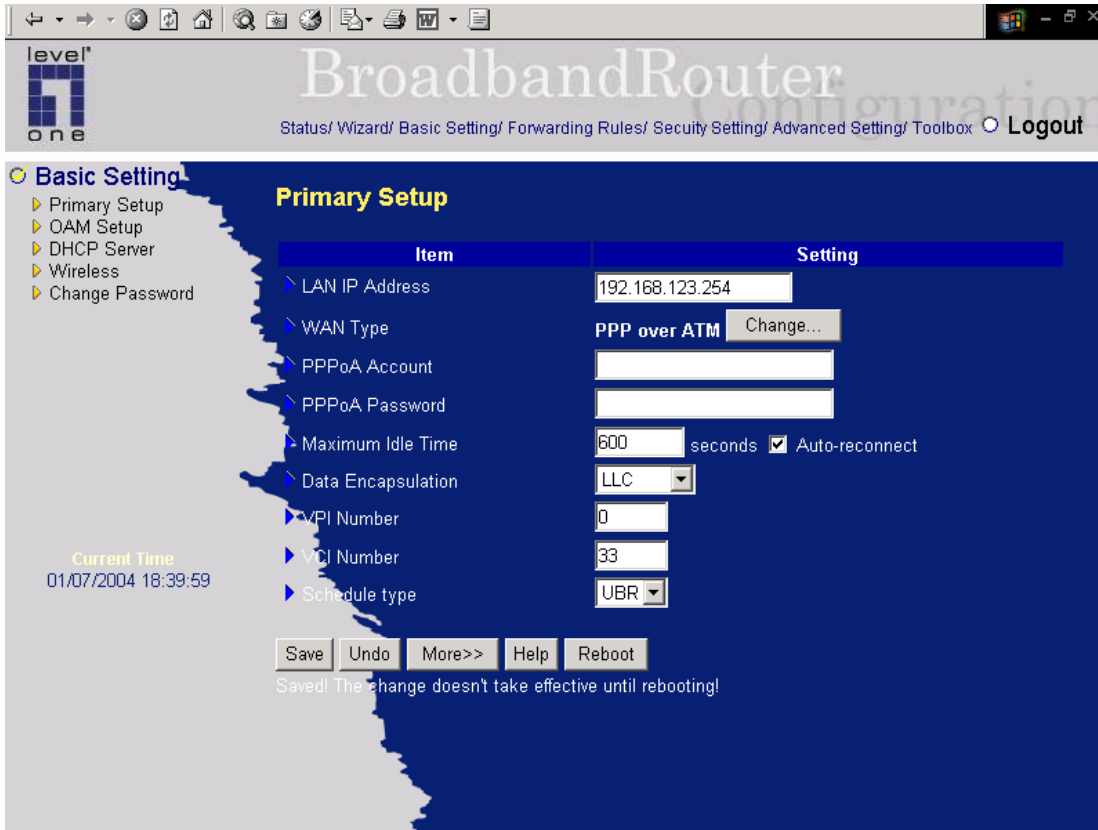 level
one
BroadbandRouter
Configuration
Status/ Wizard/ Basic Setting/ Forwarding Rules/ Secuity Setting/ Advanced Setting/ Toolbox Logout
Basic Setting
Primary Setup
OAM Setup
DHCP Server
Wireless
Change Password
Current Time
01/07/2004 18:39:59
Primary Setup
Item Setting
LAN IP Address 192.168.123.254
WAN Type PPP over ATM Change...
PPPoA Account
PPPoA Password
Maximum Idle Time 600 seconds Auto-reconnect
Data Encapsulation LLC
VPI Number 0
VCI Number 33
Schedule type UBR
Save Undo More>> Help Reboot
Saved! The change doesn't take effective until rebooting!